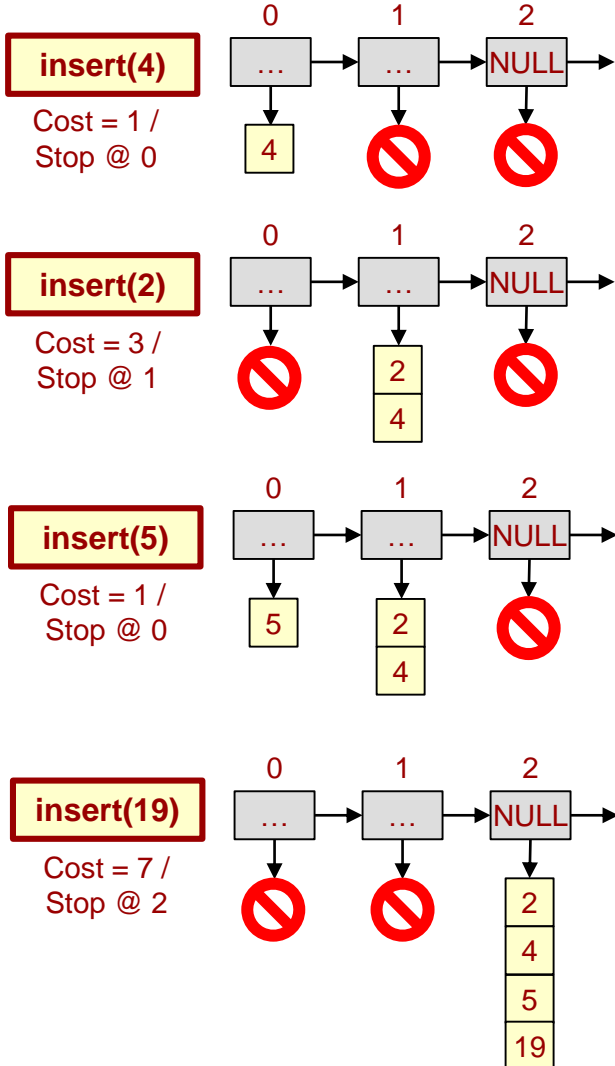 0 1 2
insert(4)
... ... NULL
Cost = 1 /
Stop @ 0
4
0 1 2
insert(2)
... ... NULL
Cost = 3 /
Stop @ 1
2
4
0 1 2
insert(5)
... ... NULL
Cost = 1 /
Stop @ 0
5 2
4
0 1 2
insert(19)
... ... NULL
Cost = 7 /
Stop @ 2
2
4
5
19